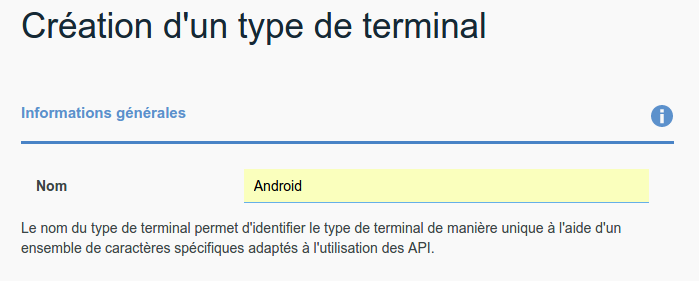 Création d'un type de terminal
Informations générales
Nom
Android
Le nom du type de terminal permet d'identifier le type de terminal de manière unique à l'aide d'un
ensemble de caractères spécifiques adaptés à l'utilisation des API.